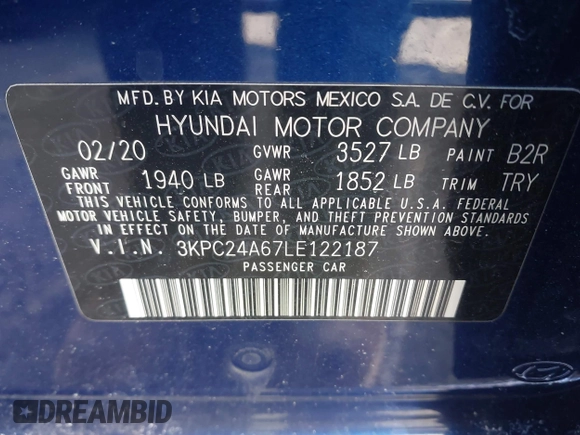 MFD. BY KIA MOTORS MEXICO S.A. DE C.V. FOR
HYUNDAI MOTOR COMPANY
02/20 GVWR 3527 LB PAINT B2R
GAWR FRONT 1940 LB GAWR REAR 1852 LB TRIM TRY
THIS VEHICLE CONFORMS TO ALL APPLICABLE U.S.A. FEDERAL
MOTOR VEHICLE SAFETY, BUMPER, AND THEFT PREVENTION STANDARDS
IN EFFECT ON THE DATE OF MANUFACTURE SHOWN ABOVE.
V.I.N. 3KPC24A67LE122187
PASSENGER CAR
DREAMBID